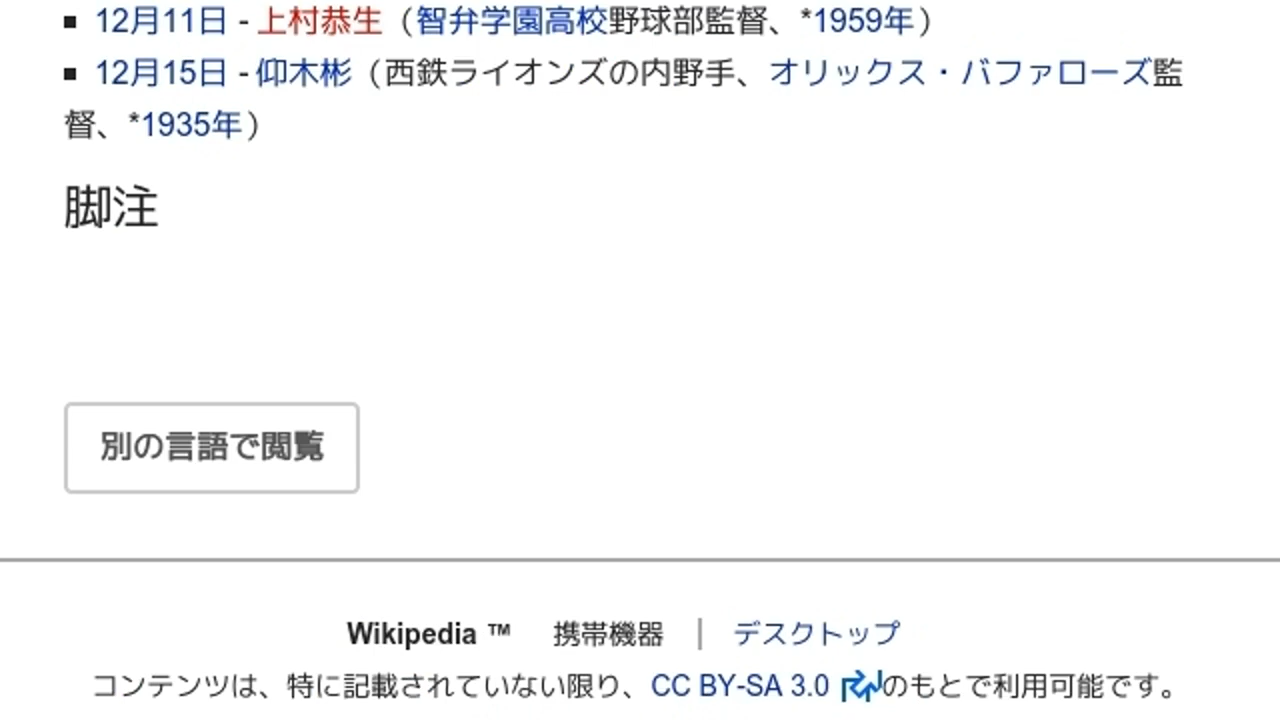 ▪ 12月11日 - 上村恭生（智弁学園高校野球部監督、*1959年）
▪ 12月15日 - 仰木彬（西鉄ライオンズの内野手、オリックス・バファローズ監
督、*1935年）
脚注
別の言語で閲覧
Wikipedia ™ 携帯機器 | デスクトップ
コンテンツは、特に記載されていない限り、CC BY-SA 3.0 のもとで利用可能です。